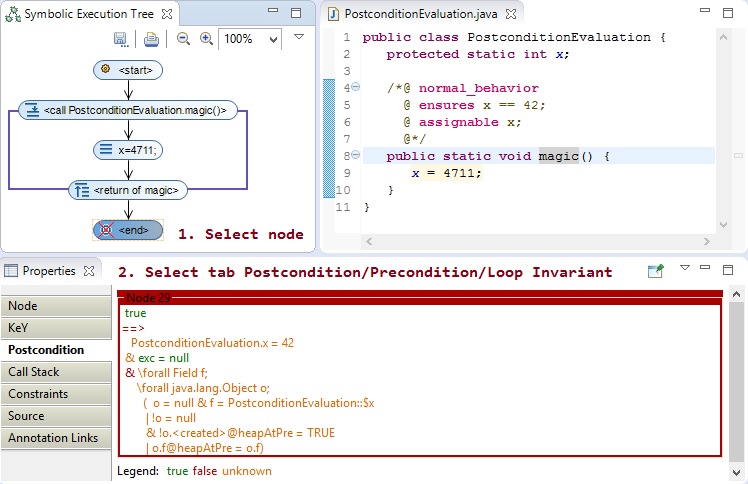 Symbolic Execution Tree
100%
<start>
<call PostconditionEvaluation.magic()>
x=4711;
<return of magic>
<end>
1. Select node
PostconditionEvaluation.java
1 public class PostconditionEvaluation {
2 protected static int x;
3
4 /*@ normal_behavior
5 @ ensures x == 42;
6 @ assignable x;
7 @*/
8 public static void magic() {
9 x = 4711;
10 }
11 }
Properties
2. Select tab Postcondition/Precondition/Loop Invariant
Node
KeY
Postcondition
Call Stack
Constraints
Source
Annotation Links
Node 29
true
==>
PostconditionEvaluation.x = 42
& exc = null
& \forall Field f;
\forall java.lang.Object o;
( o = null & f = PostconditionEvaluation::$x
| !o = null
& !o.<created>@heapAtPre = TRUE
| o.f@heapAtPre = o.f)
Legend: true false unknown